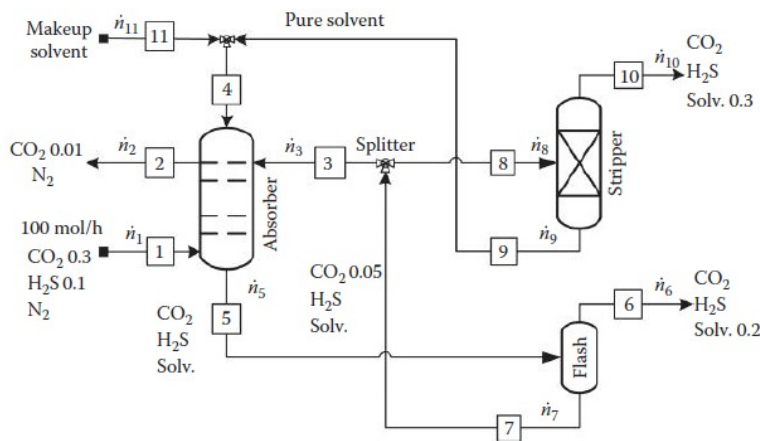 Makeup
solvent
ṅ11
11
Pure solvent
4
CO2
H2S
Solv. 0.3
ṅ10
10
CO2 0.01
N2
ṅ2
2
ṅ3
3
Splitter
8
ṅ8
Stripper
Absorber
100 mol/h
CO2 0.3
H2S 0.1
N2
ṅ1
1
9
ṅ9
CO2 0.05
H2S
Solv.
ṅ5
5
CO2
H2S
Solv.
6
ṅ6
CO2
H2S
Solv. 0.2
Flash
7
ṅ7